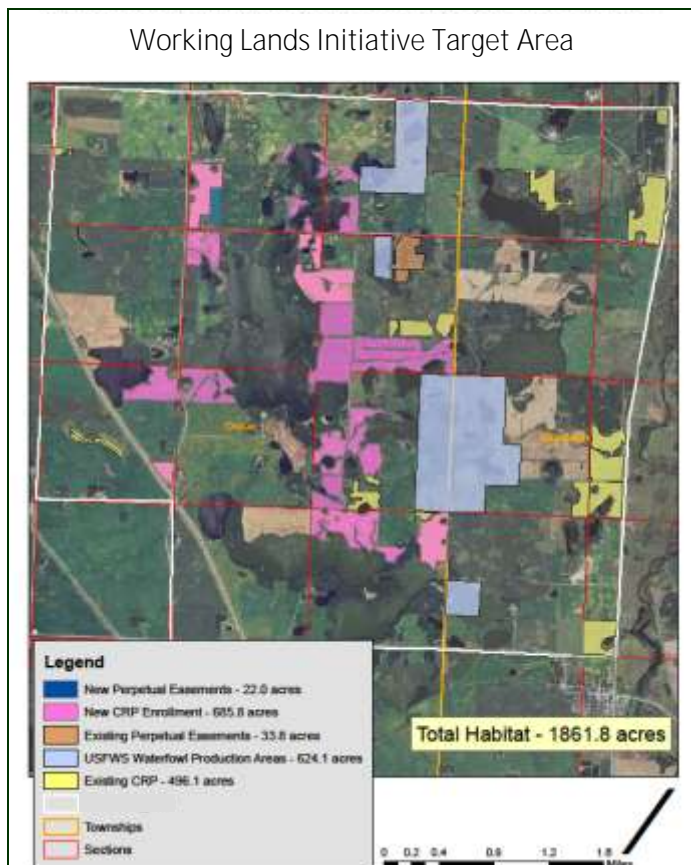 Working Lands Initiative Target Area
Legend
New Perpetual Easements - 22.0 acres
New CRP Enrollment - 685.8 acres
Existing Perpetual Easements - 33.8 acres
USFWS Waterfowl Production Areas - 624.1 acres
Existing CRP - 496.1 acres
Townships
Sections
Total Habitat - 1861.8 acres
0 0.2 0.4 0.8 1.2 1.6
Miles